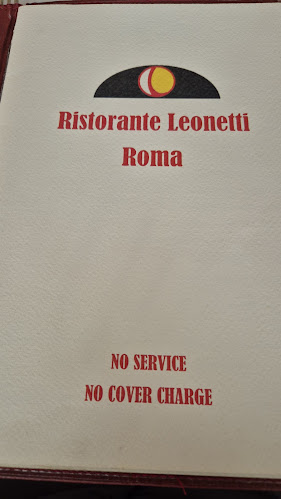 Ristorante Leonetti
Roma
NO SERVICE
NO COVER CHARGE